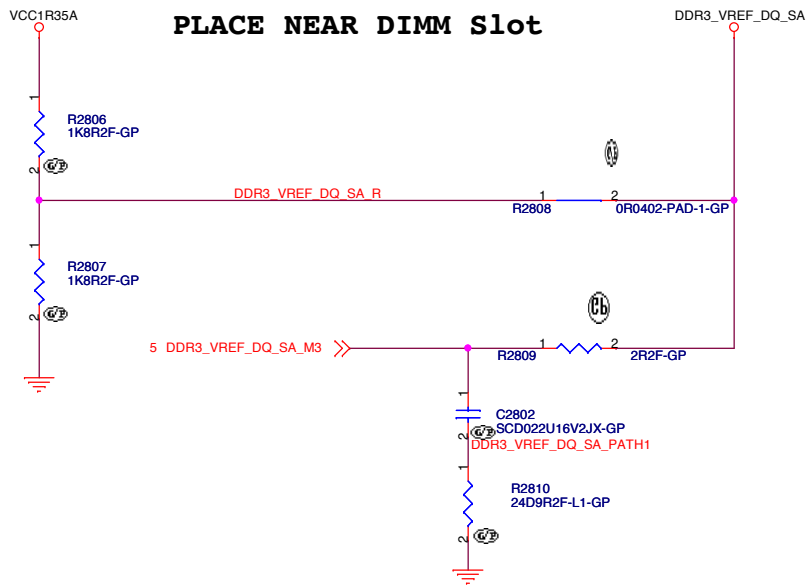 VCC1R35A
PLACE NEAR DIMM Slot
DDR3_VREF_DQ_SA
1
R2806
1K8R2F-GP
2
G/P
DDR3_VREF_DQ_SA_R
1
2
R2808
0R0402-PAD-1-GP
1
R2807
1K8R2F-GP
2
G/P
5 DDR3_VREF_DQ_SA_M3
R2809
1
2
2R2F-GP
1
C2802
SCD022U16V2JX-GP
2
G/P
DDR3_VREF_DQ_SA_PATH1
1
R2810
24D9R2F-L1-GP
2
G/P